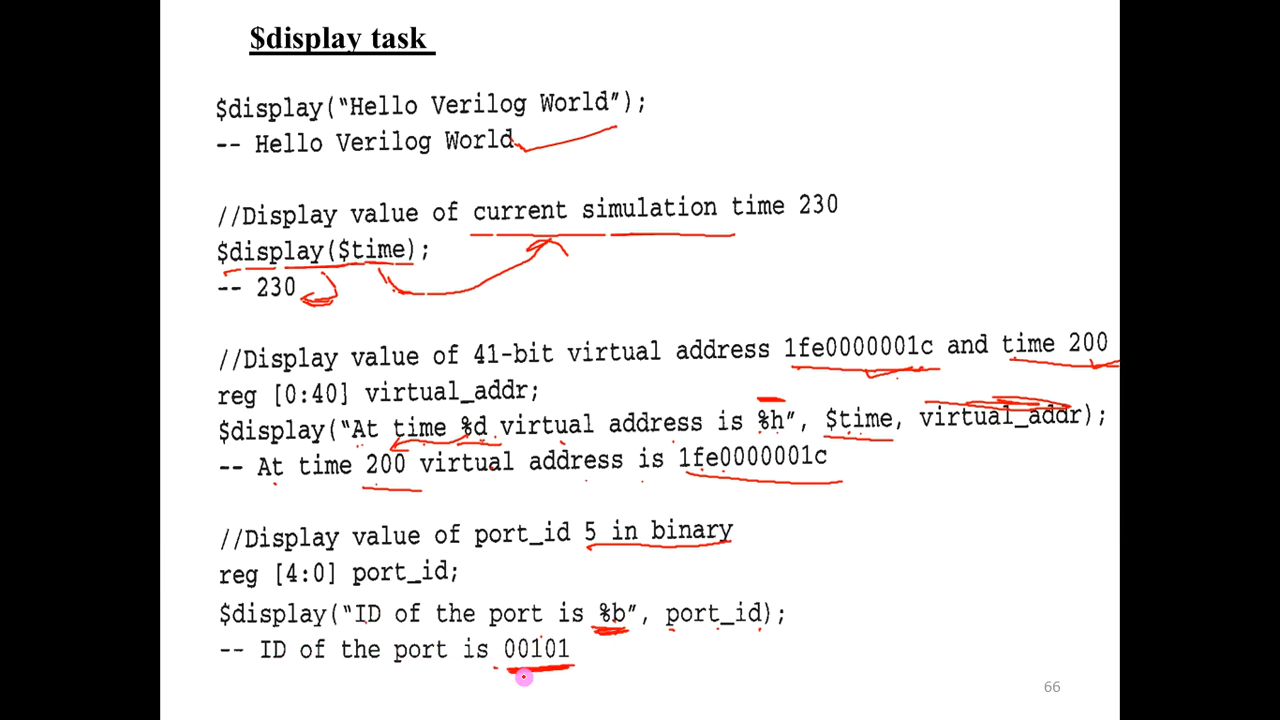 $display task
$display(“Hello Verilog World”);
-- Hello Verilog World
//Display value of current simulation time 230
$display($time);
-- 230
//Display value of 41-bit virtual address 1fe0000001c and time 200
reg [0:40] virtual_addr;
$display(“At time %d virtual address is %h”, $time, virtual_addr);
-- At time 200 virtual address is 1fe0000001c
//Display value of port_id 5 in binary
reg [4:0] port_id;
$display(“ID of the port is %b”, port_id);
-- ID of the port is 00101
66